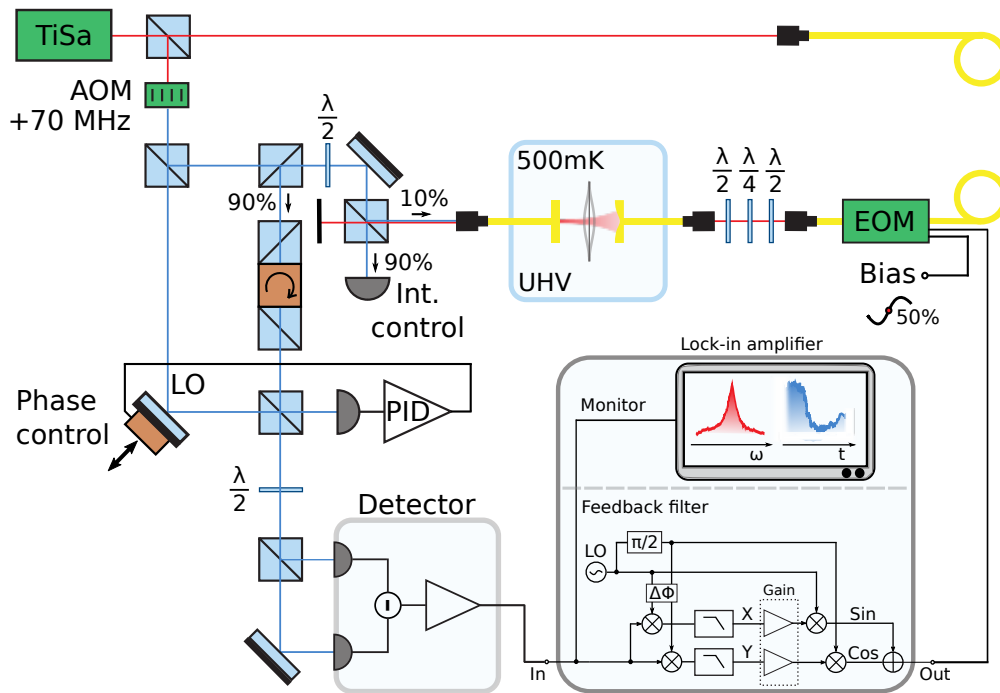 TiSa
AOM
+70 MHz
λ
2
90%
10%
90%
Int.
control
500mK
UHV
λ
2
λ
4
λ
2
EOM
Bias
50%
LO
PID
Phase
control
λ
2
Detector
Lock-in amplifier
Monitor
ω
t
Feedback filter
LO
π/2
ΔΦ
Gain
X
Sin
Y
Cos
In
Out